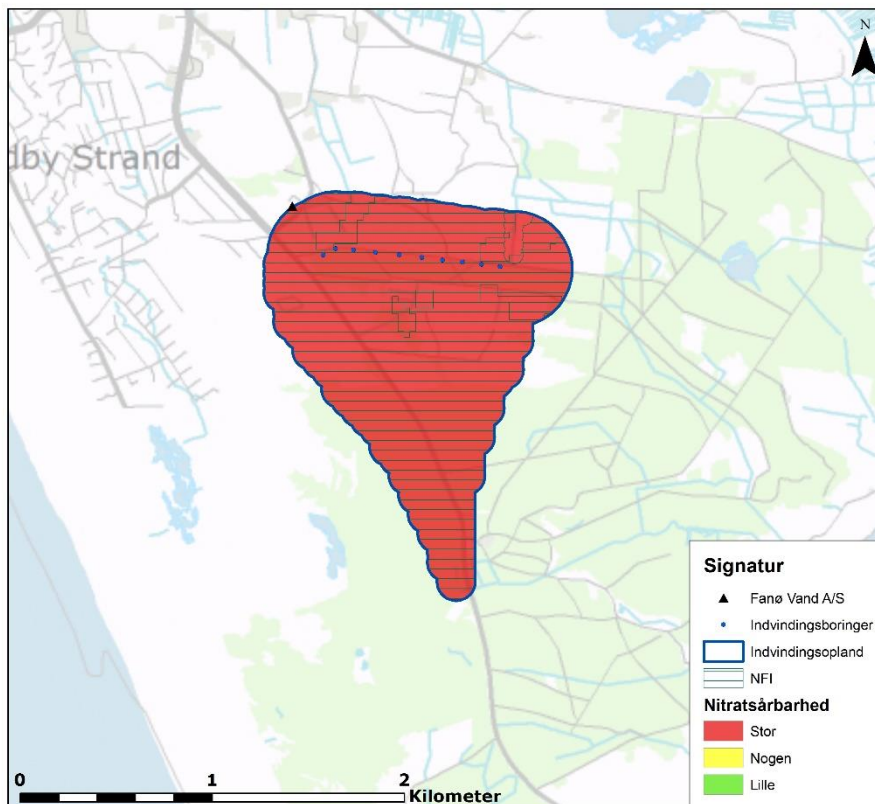 N
dby Strand
Signatur
Fanø Vand A/S
Indvindingsboringer
Indvindingsopland
NFI
Nitratsårbarhed
Stor
Nogen
Lille
0 1 2
Kilometer